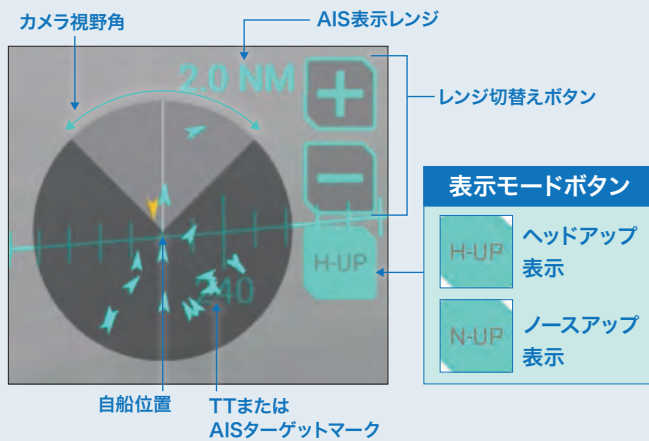 カメラ視野角
AIS表示レンジ
2.0 NM
レンジ切替えボタン
表示モードボタン
H-UP
240
H-UP
ヘッドアップ
表示
N-UP
ノースアップ
表示
自船位置
TTまたは
AISターゲットマーク